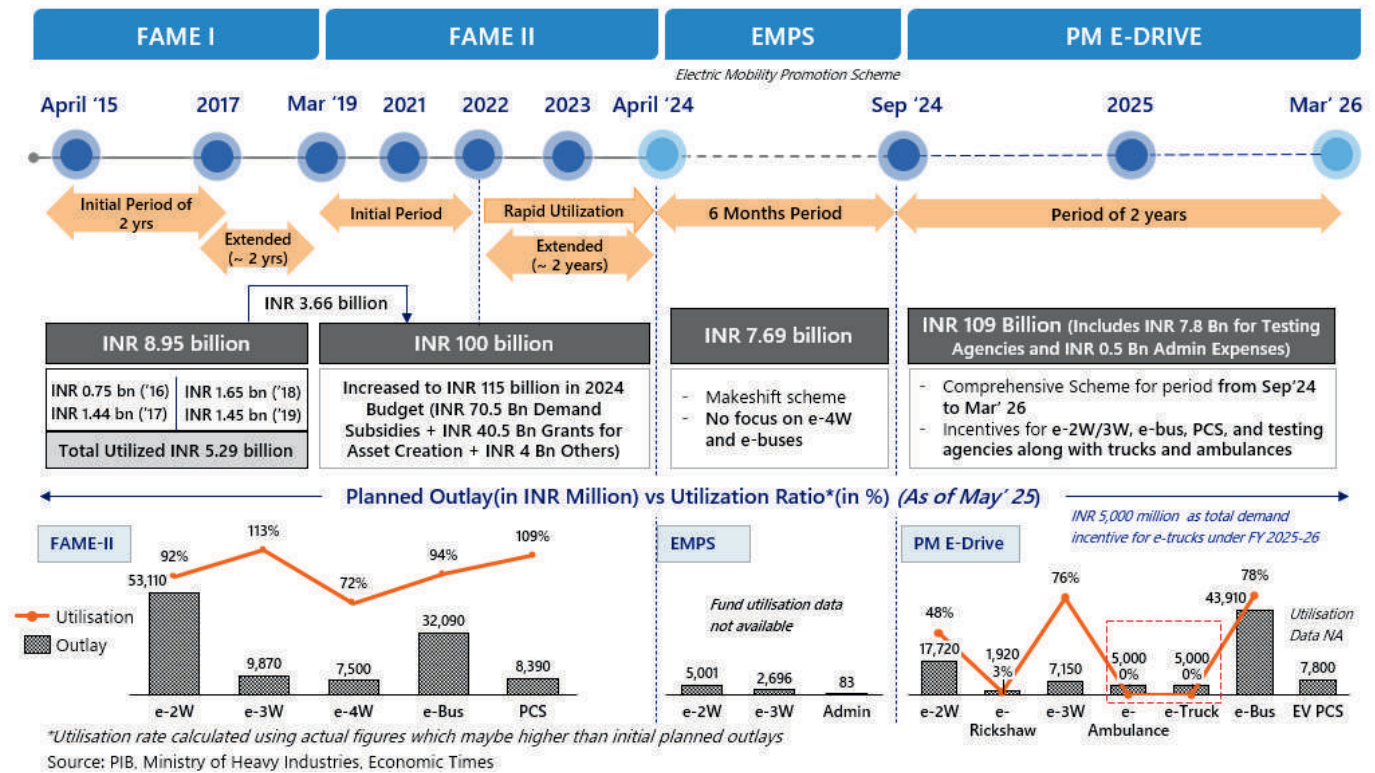 FAME I
FAME II
EMPS
PM E-DRIVE
Electric Mobility Promotion Scheme
April ‘15
2017
Mar ‘19
2021
2022
2023
April ‘24
Sep ‘24
2025
Mar’ 26
Initial Period of
2 yrs
Extended
(~ 2 yrs)
Initial Period
Rapid Utilization
Extended
(~ 2 years)
6 Months Period
Period of 2 years
INR 3.66 billion
INR 8.95 billion
INR 0.75 bn (‘16)
INR 1.65 bn (‘18)
INR 1.44 bn (‘17)
INR 1.45 bn (‘19)
Total Utilized INR 5.29 billion
INR 100 billion
Increased to INR 115 billion in 2024
Budget (INR 70.5 Bn Demand
Subsidies + INR 40.5 Bn Grants for
Asset Creation + INR 4 Bn Others)
INR 7.69 billion
- Makeshift scheme
- No focus on e-4W
and e-buses
INR 109 Billion (Includes INR 7.8 Bn for Testing
Agencies and INR 0.5 Bn Admin Expenses)
- Comprehensive Scheme for period from Sep’24
to Mar’ 26
- Incentives for e-2W/3W, e-bus, PCS, and testing
agencies along with trucks and ambulances
Planned Outlay(in INR Million) vs Utilization Ratio*(in %) (As of May’ 25)
FAME-II
Utilisation
Outlay
92%
113%
72%
94%
109%
53,110
9,870
7,500
32,090
8,390
e-2W
e-3W
e-4W
e-Bus
PCS
EMPS
Fund utilisation data
not available
5,001
2,696
83
e-2W
e-3W
Admin
PM E-Drive
INR 5,000 million as total demand
incentive for e-trucks under FY 2025-26
48%
3%
76%
0%
0%
78%
17,720
1,920
7,150
5,000
5,000
43,910
7,800
Utilisation
Data NA
e-2W
e-
Rickshaw
e-3W
e-
Ambulance
e-Truck
e-Bus
EV PCS
*Utilisation rate calculated using actual figures which maybe higher than initial planned outlays
Source: PIB, Ministry of Heavy Industries, Economic Times